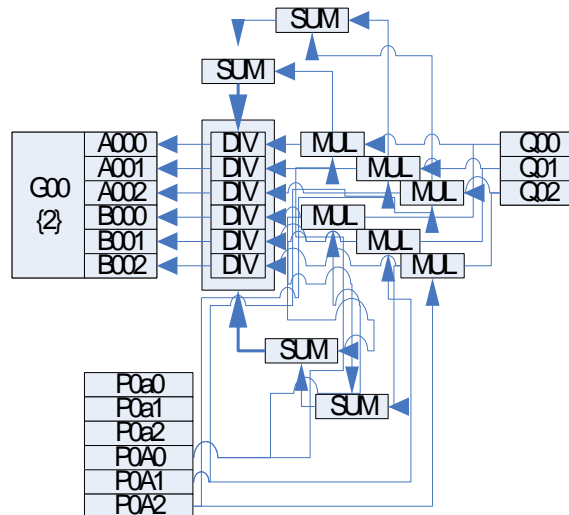 SUM
SUM
A000 DIV MUL Q00
A001 DIV MUL Q01
G00 A002 DIV MUL Q02
{2} B000 DIV MUL
B001 DIV MUL
B002 DIV MUL
SUM
P0a0
SUM
P0a1
P0a2
P0A0
P0A1
P0A2